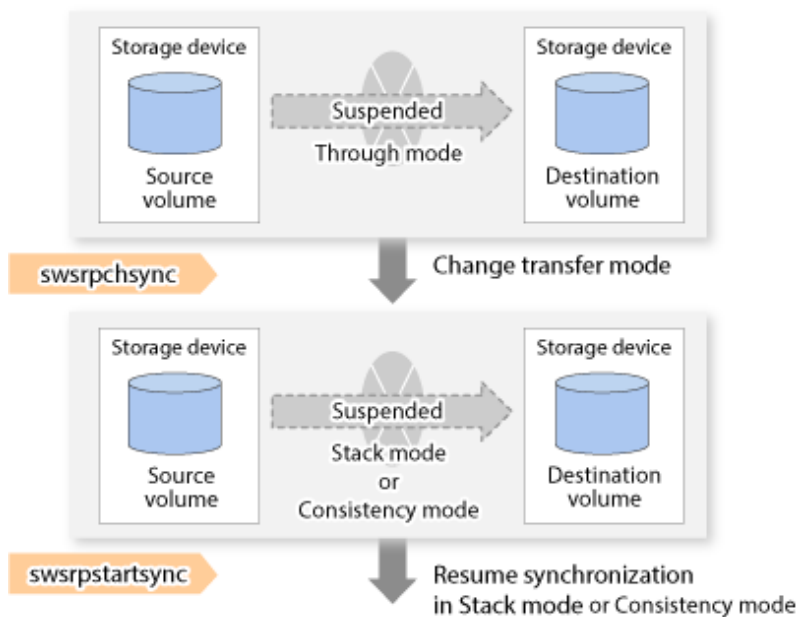 Storage device
Storage device
Suspended
Through mode
Source
volume
Destination
volume
swsrpchsync
Change transfer mode
Storage device
Storage device
Suspended
Stack mode
or
Consistency mode
Source
volume
Destination
volume
swsrpstartsync
Resume synchronization
in Stack mode or Consistency mode